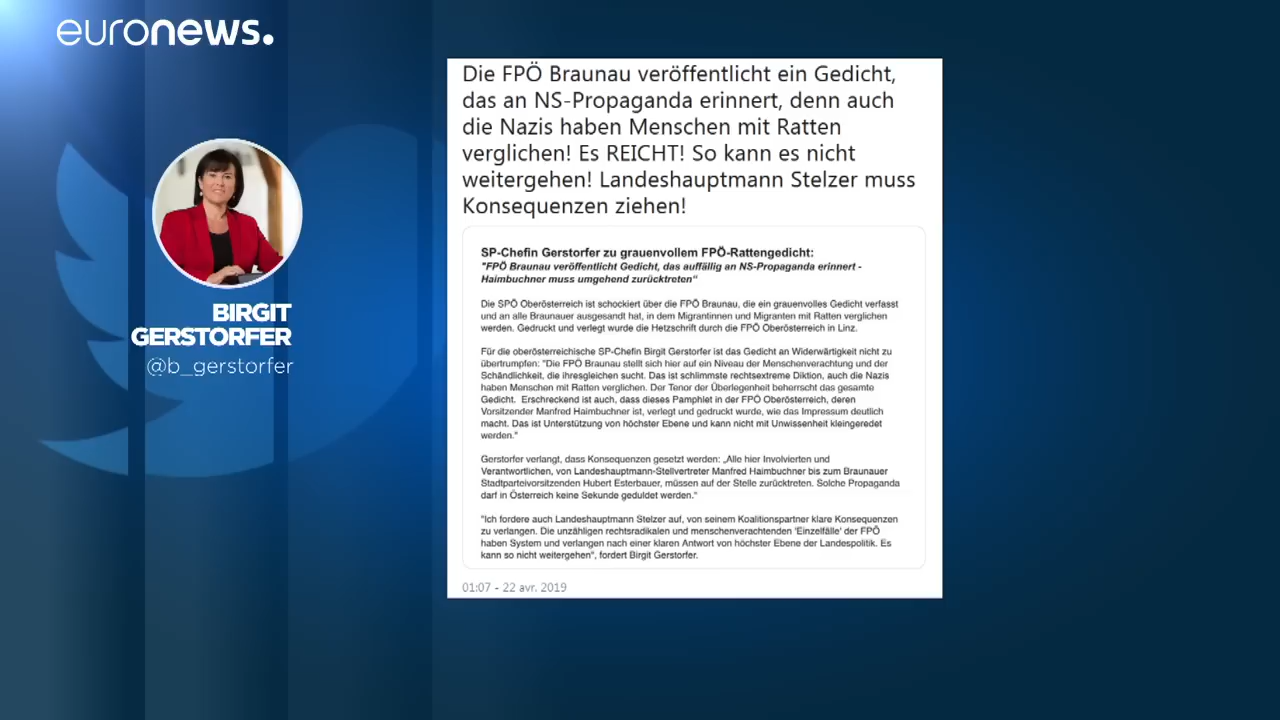 euronews.
Die FPÖ Braunau veröffentlicht ein Gedicht,
das an NS-Propaganda erinnert, denn auch
die Nazis haben Menschen mit Ratten
verglichen! Es REICHT! So kann es nicht
weitergehen! Landeshauptmann Stelzer muss
Konsequenzen ziehen!
SP-Chefin Gerstorfer zu grauenvollem FPÖ-Rattengedicht:
"FPÖ Braunau veröffentlicht Gedicht, das auffällig an NS-Propaganda erinnert -
Haimbuchner muss umgehend zurücktreten“
Die SPÖ Oberösterreich ist schockiert über die FPÖ Braunau, die ein grauenvolles Gedicht verfasst
und an alle Braunauer ausgesandt hat, in dem Migrantinnen und Migranten mit Ratten verglichen
werden. Gedruckt und verlegt wurde die Hetzschrift durch die FPÖ Oberösterreich in Linz.
Für die oberösterreichische SP-Chefin Birgit Gerstorfer ist das Gedicht an Widerwärtigkeit nicht zu
übertrumpfen: "Die FPÖ Braunau stellt sich hier auf ein Niveau der Menschenverachtung und der
Schändlichkeit, die ihresgleichen sucht. Das ist schlimmste rechtsextreme Diktion, auch die Nazis
haben Menschen mit Ratten verglichen. Der Tenor der Überlegenheit beherrscht das gesamte
Gedicht. Erschreckend ist auch, dass dieses Pamphlet in der FPÖ Oberösterreich, deren
Vorsitzender Manfred Haimbuchner ist, verlegt und gedruckt wurde, wie das Impressum deutlich
macht. Das ist Unterstützung von höchster Ebene und kann nicht mit Unwissenheit kleingeredet
werden."
Gerstorfer verlangt, dass Konsequenzen gesetzt werden: „Alle hier Involvierten und
Verantwortlichen, von Landeshauptmann-Stellvertreter Manfred Haimbuchner bis zum Braunauer
Stadtparteivorsitzenden Hubert Esterbauer, müssen auf der Stelle zurücktreten. Solche Propaganda
darf in Österreich keine Sekunde geduldet werden.“
"Ich fordere auch Landeshauptmann Stelzer auf, von seinem Koalitionspartner klare Konsequenzen
zu verlangen. Die unzähligen rechtsradikalen und menschenverachtenden 'Einzelfälle' der FPÖ
haben System und verlangen nach einer klaren Antwort von höchster Ebene der Landespolitik. Es
kann so nicht weitergehen", fordert Birgit Gerstorfer.
01:07 - 22 avr. 2019
BIRGIT
GERSTORFER
@b_gerstorfer